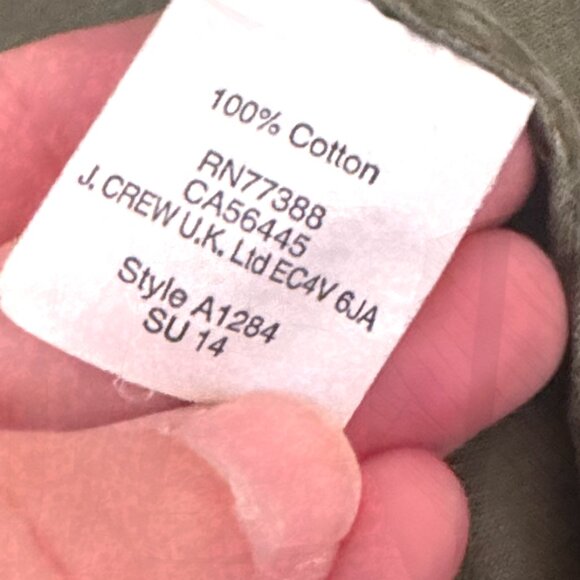 100% Cotton
RN77388
CA56445
J. CREW U.K. Ltd EC4V 6JA
Style A1284
SU 14